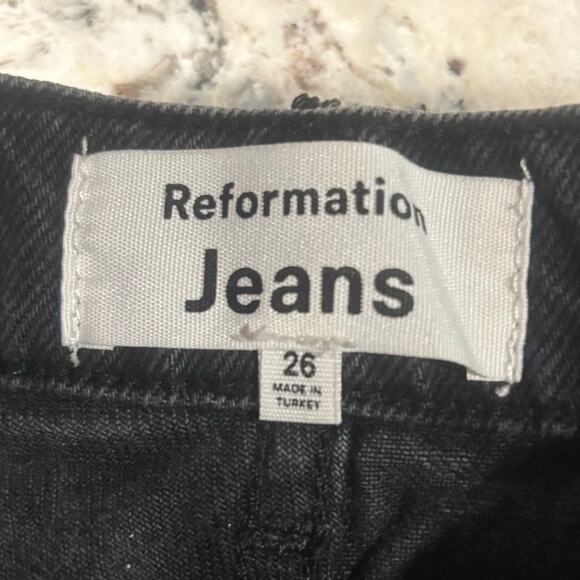 Reformation
Jeans
26
MADE IN
TURKEY